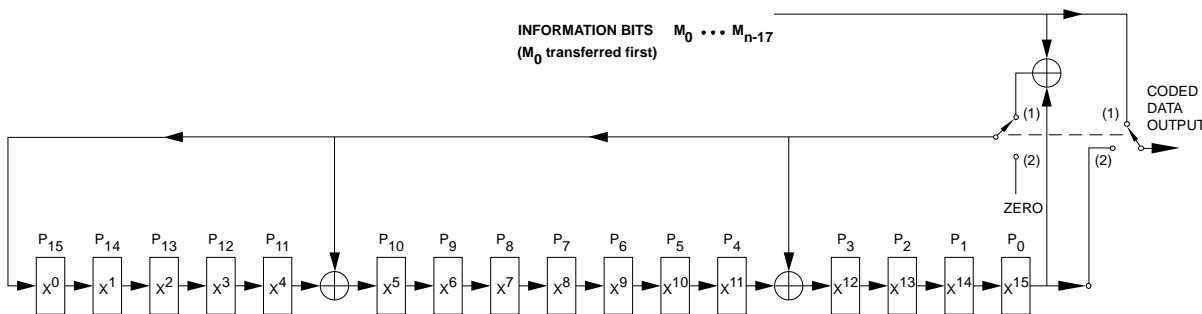 INFORMATION BITS M0 • • • Mn-17
(M0 transferred first)
CODED
DATA
OUTPUT
(1) (1)
(2) (2)
ZERO
P15 P14 P13 P12 P11 P10 P9 P8 P7 P6 P5 P4 P3 P2 P1 P0
X0 X1 X2 X3 X4 X5 X6 X7 X8 X9 X10 X11 X12 X13 X14 X15